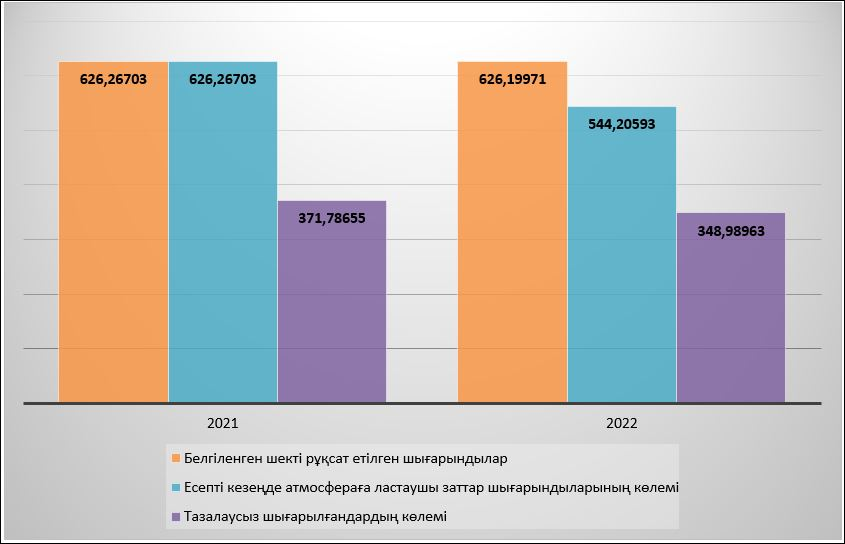 626,26703 626,26703 626,19971
544,20593
371,78655 348,98963
2021 2022
Белгіленген шекті рұқсат етілген шығарындылар
Есепті кезеңде атмосфераға ластаушы заттар шығарындыларының көлемі
Тазалаусыз шығарылғандардың көлемі